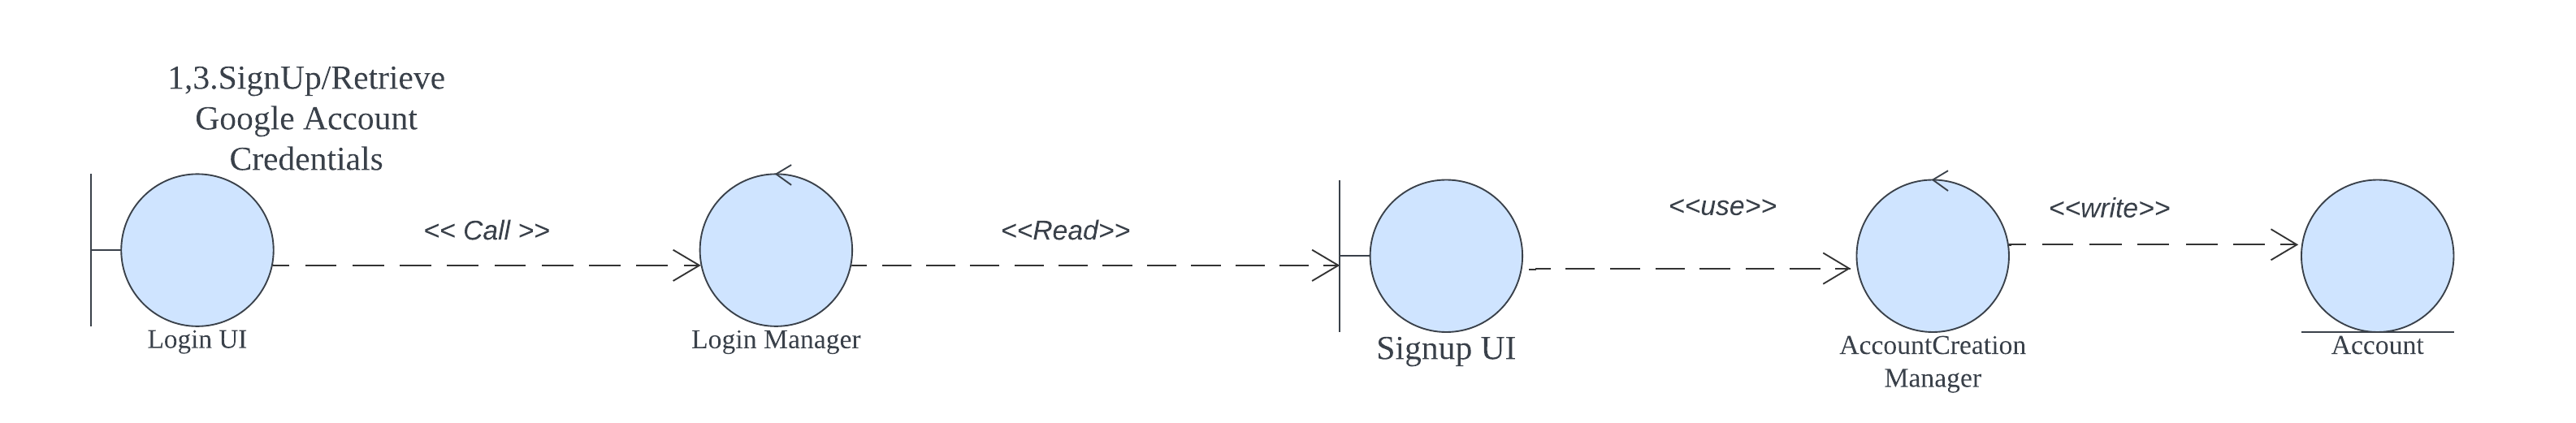 1,3.SignUp/Retrieve
Google Account
Credentials
<< Call >>
<<Read>>
<<use>>
<<write>>
Login UI
Login Manager
Signup UI
AccountCreation
Manager
Account